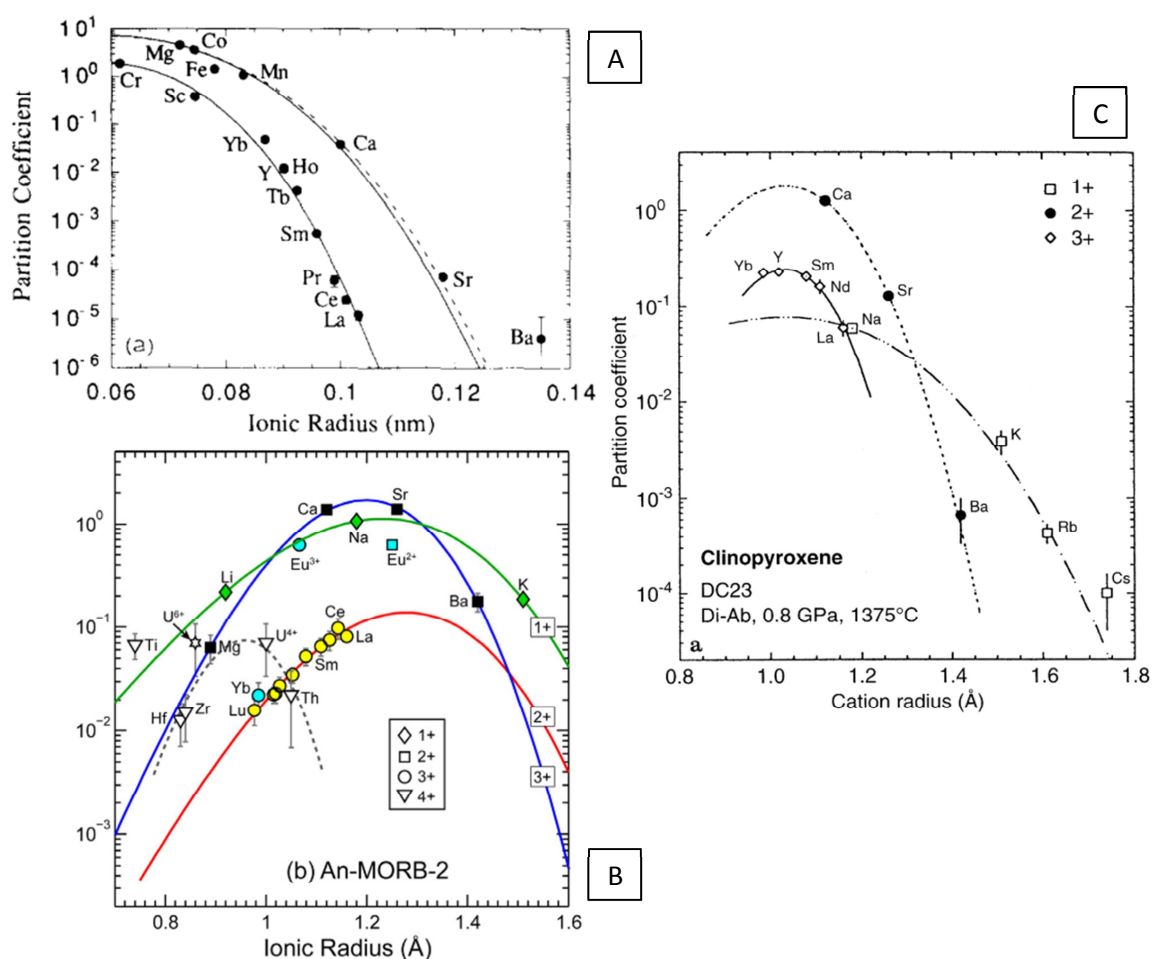 A
10¹
10⁰
10⁻¹
10⁻²
10⁻³
10⁻⁴
10⁻⁵
10⁻⁶
Partition Coefficient
Mg
Co
Cr
Fe
Mn
Sc
Yb
Y
Ho
Tb
Ca
Sm
Pr
Ce
La
Sr
Ba
(a)
0.06
0.08
0.1
0.12
0.14
Ionic Radius (nm)
B
10⁰
10⁻¹
10⁻²
10⁻³
Ca
Sr
Na
Eu³⁺
Eu²⁺
Li
K
Ba
U⁶⁺
Ti
Mg
U⁴⁺
Ce
La
Sm
Yb
Th
Hf
Zr
Lu
1+
2+
3+
1+
2+
3+
4+
(b) An-MORB-2
0.8
1
1.2
1.4
1.6
Ionic Radius (Å)
C
10⁰
10⁻¹
10⁻²
10⁻³
10⁻⁴
Partition coefficient
1+
2+
3+
Ca
Yb
Y
Sm
Nd
Sr
La
Na
K
Ba
Rb
Cs
Clinopyroxene
DC23
Di-Ab, 0.8 GPa, 1375°C
a
0.8
1.0
1.2
1.4
1.6
1.8
Cation radius (Å)